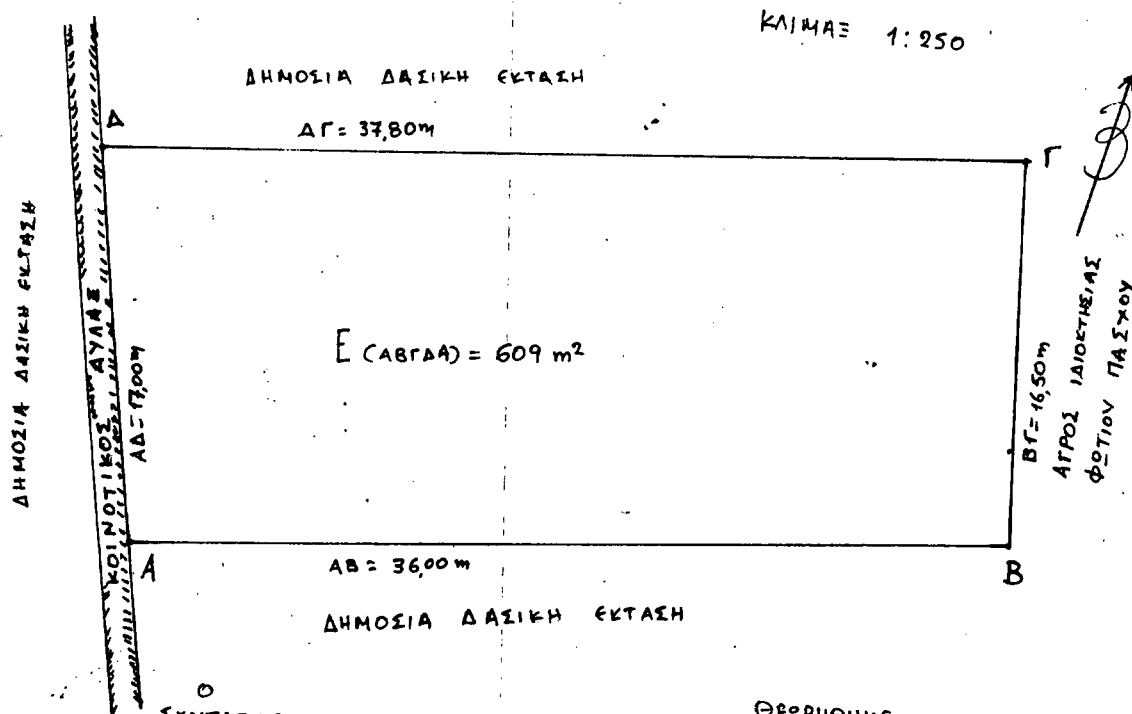 ΚΛΙΜΑΞ 1:250
ΔΗΜΟΣΙΑ ΔΑΣΙΚΗ ΕΚΤΑΣΗ
Δ
ΔΓ= 37,80m
Γ
ΔΗΜΟΣΙΑ ΔΑΣΙΚΗ ΕΚΤΑΣΗ
ΚΟΙΝΟΤΙΚΟΣ ΑΥΛΑΞ
ΑΔ=17,00m
Ε (ΑΒΓΔΑ) = 609 m²
ΒΓ=16,50m
ΑΓΡΟΣ ΙΔΙΟΚΤΗΣΙΑΣ
ΦΩΤΙΟΥ ΠΑΣΧΟΥ
Α
ΑΒ= 36,00m
Β
ΔΗΜΟΣΙΑ ΔΑΣΙΚΗ ΕΚΤΑΣΗ
Ο